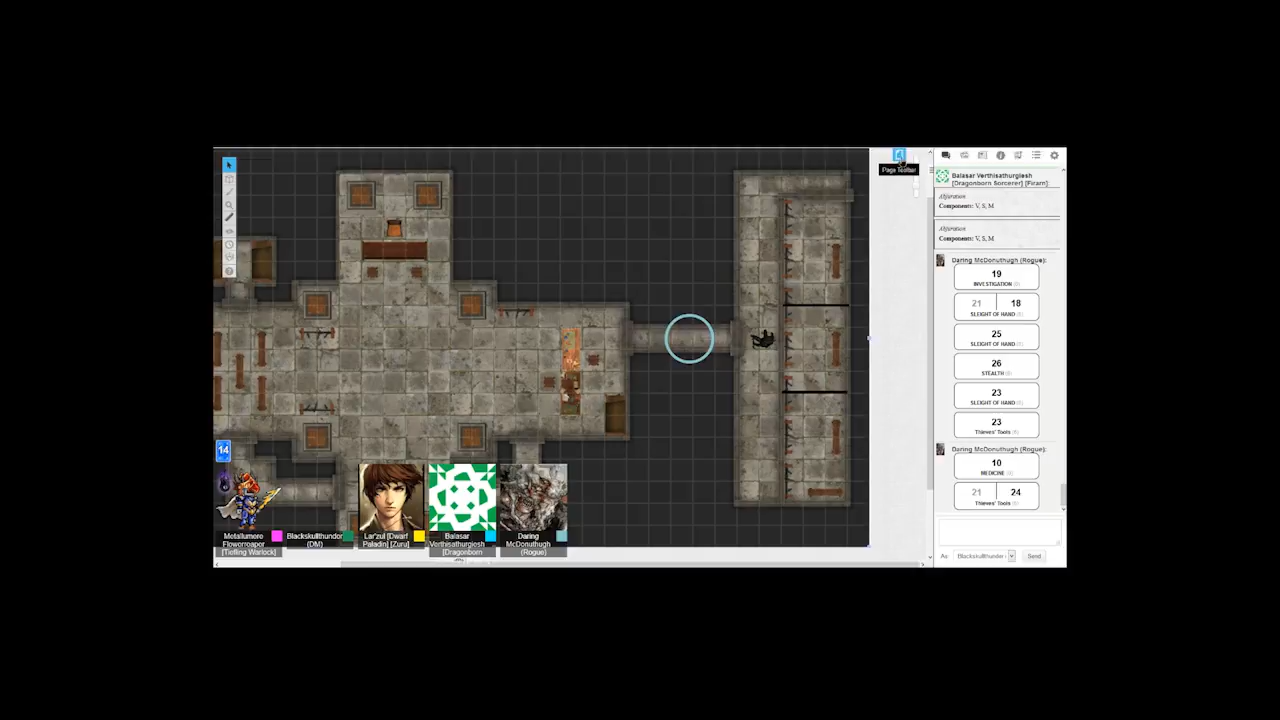 Page Toolbar
Balasar Verthisathurgiesh
[Dragonborn Sorcerer] [Firarn]:
Abjuration
Components: V, S, M
Abjuration
Components: V, S, M
Daring McDonuthugh (Rogue):
19
INVESTIGATION
21 18
SLEIGHT OF HAND
25
SLEIGHT OF HAND
26
STEALTH
23
SLEIGHT OF HAND
23
Thieves' Tools
Daring McDonuthugh (Rogue):
10
MEDICINE
21 24
Thieves' Tools
14
Metallumere
Flowerreaper
[Tiefling Warlock]
Blackskullthunder
(DM)
Lar'zul [Dwarf
Paladin] [Zuru]
Balasar
Verthisathurgiesh
[Dragonborn
Daring
McDonuthugh
(Rogue)
As:
Blackskullthunder
Send